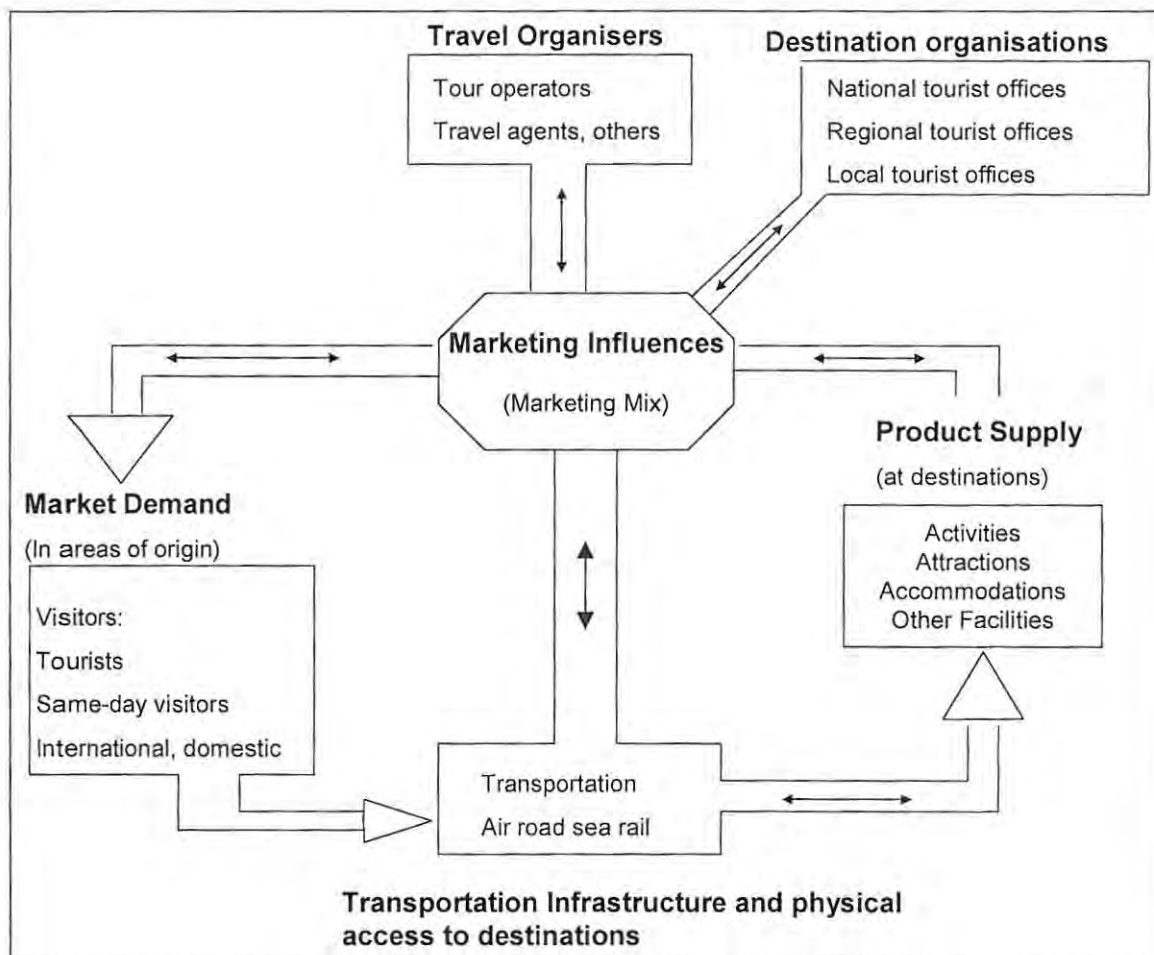 Travel Organisers
Tour operators
Travel agents, others
Destination organisations
National tourist offices
Regional tourist offices
Local tourist offices
Marketing Influences
(Marketing Mix)
Market Demand
(In areas of origin)
Visitors:
Tourists
Same-day visitors
International, domestic
Product Supply
(at destinations)
Activities
Attractions
Accommodations
Other Facilities
Transportation
Air road sea rail
Transportation Infrastructure and physical
access to destinations